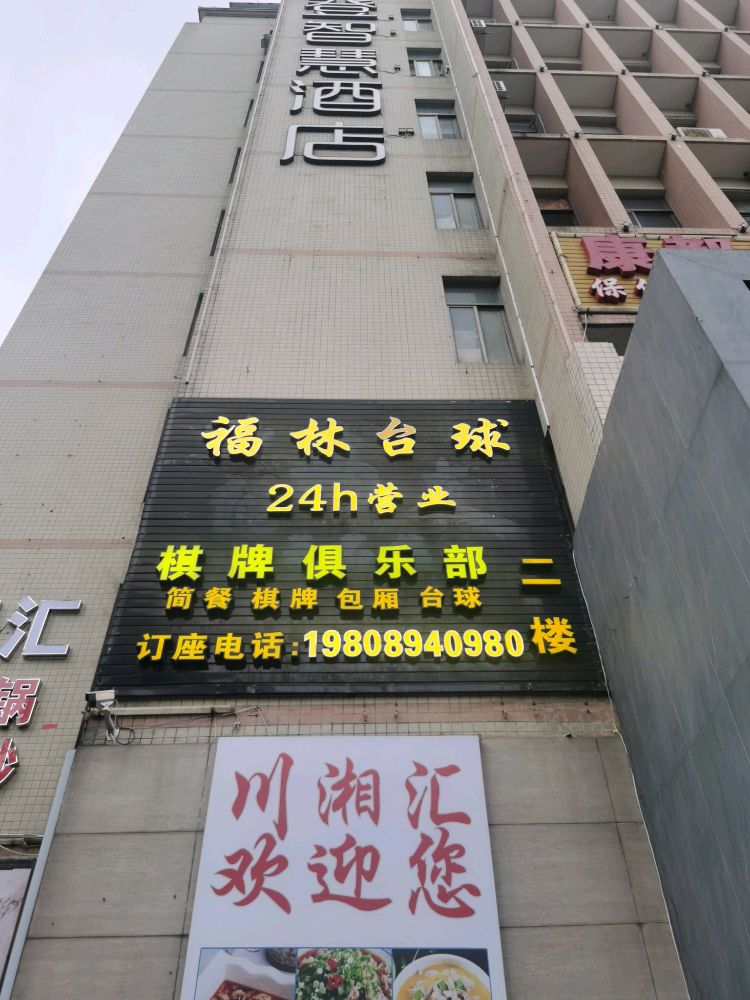 智慧酒店
康
保
福林台球
24h营业
棋牌俱乐部
简餐 棋牌 包厢 台球
二楼
订座电话:19808940980
汇
锅
川湘汇
欢迎您